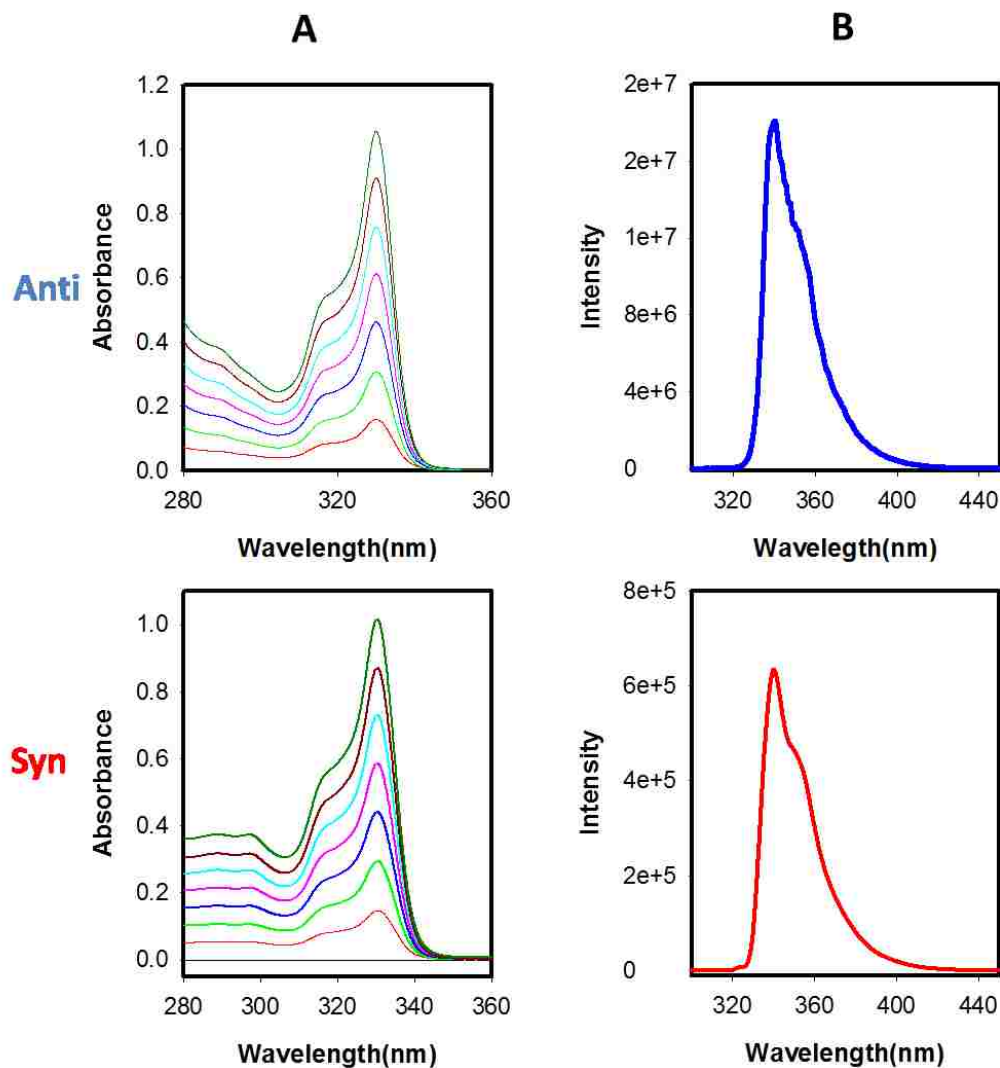 A
B
Anti
Absorbance
1.2
1.0
0.8
0.6
0.4
0.2
0.0
280 300 320 340 360
Wavelength(nm)
Intensity
2e+7
2e+7
1e+7
8e+6
4e+6
0
320 360 400 440
Wavelegth(nm)
Syn
Absorbance
1.0
0.8
0.6
0.4
0.2
0.0
280 300 320 340 360
Wavelength(nm)
Intensity
8e+5
6e+5
4e+5
2e+5
0
320 360 400 440
Wavelength(nm)